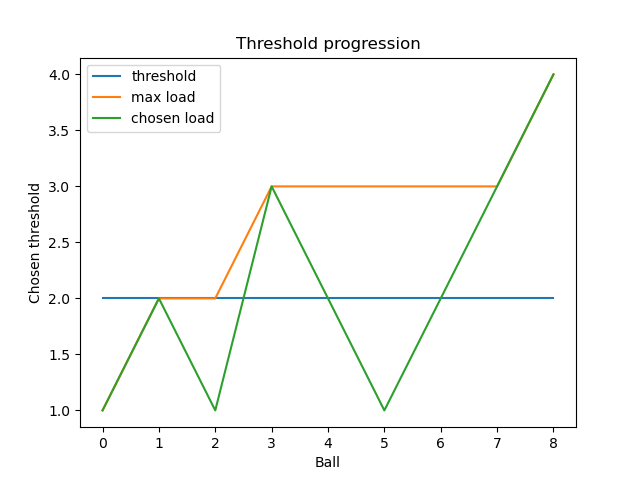 Threshold progression
threshold
max load
chosen load
4.0
3.5
3.0
2.5
2.0
1.5
1.0
Chosen threshold
0 1 2 3 4 5 6 7 8
Ball